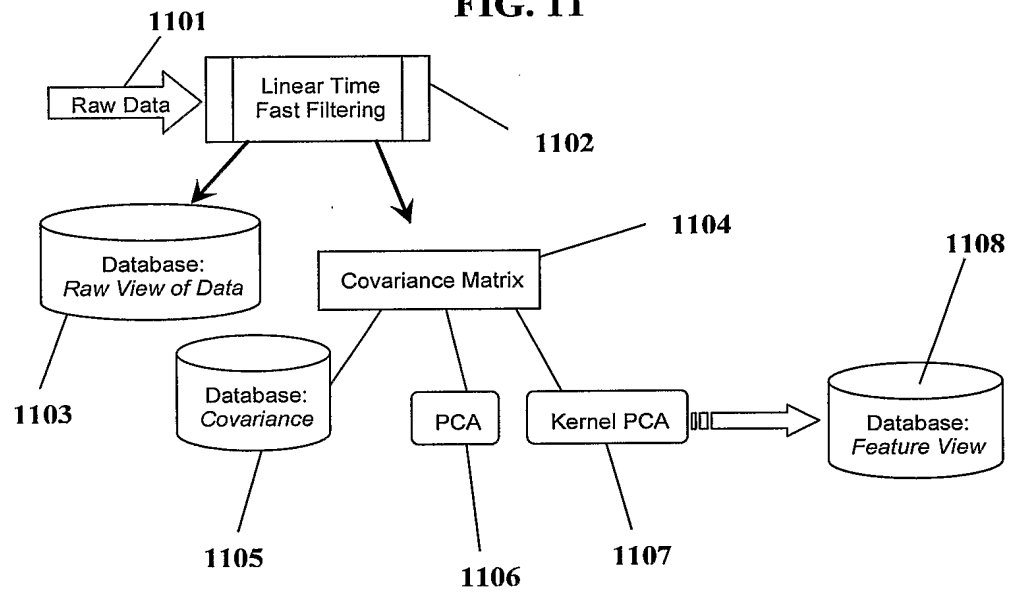 FIG. 11
1101
Raw Data
Linear Time
Fast Filtering
1102
Database:
Raw View of Data
1103
1104
Covariance Matrix
1108
Database:
Covariance
1105
PCA
1106
Kernel PCA
1107
Database:
Feature View